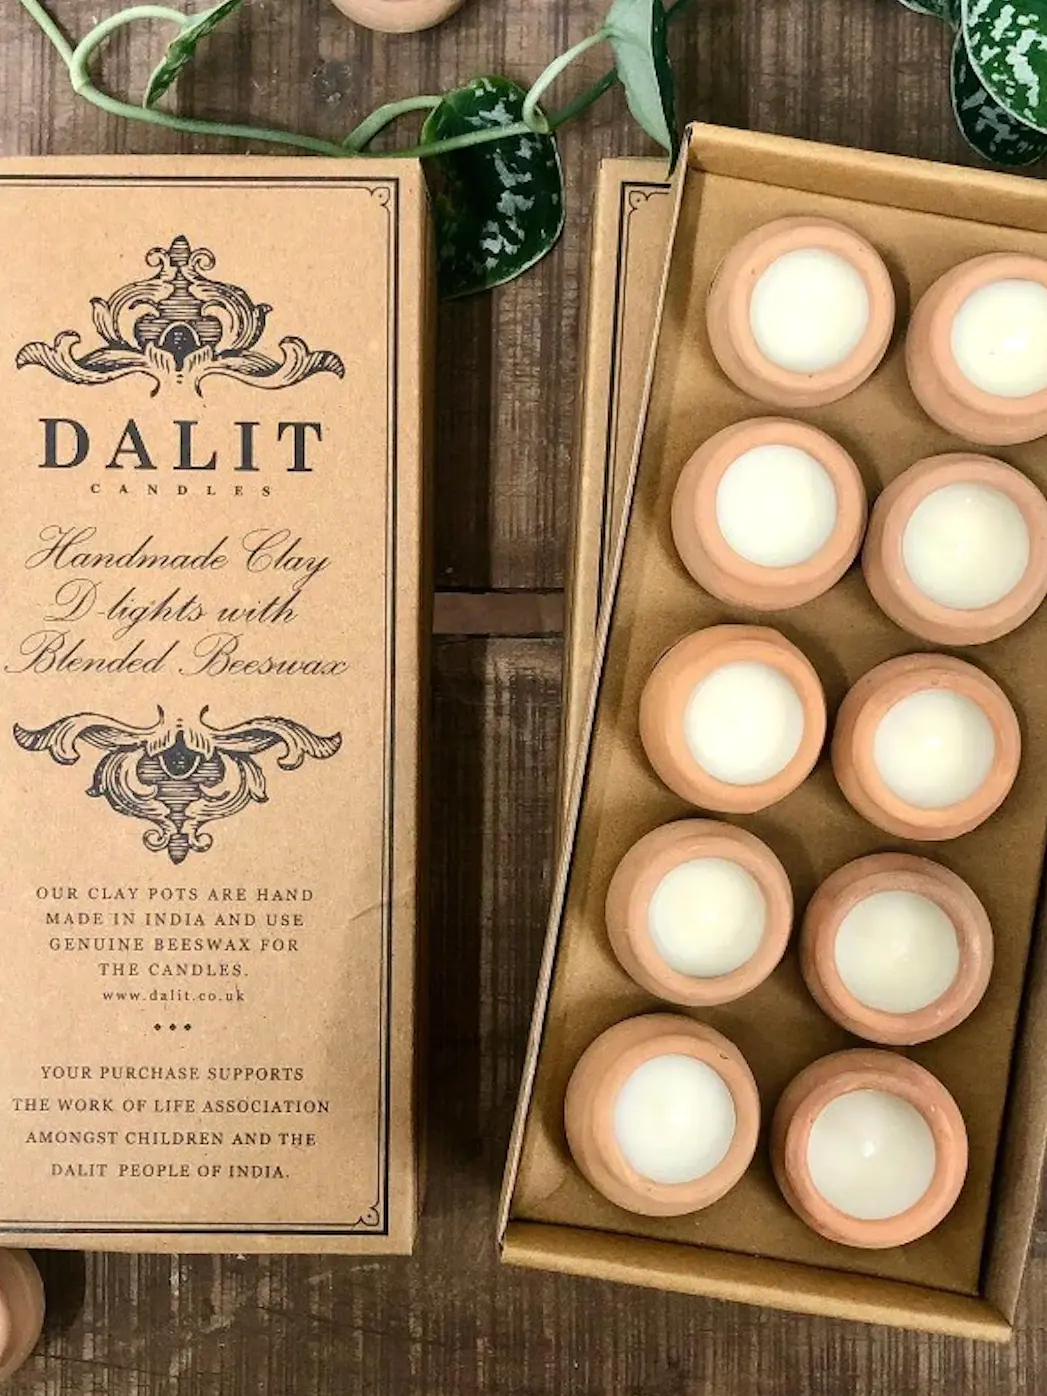 DALIT
CANDLES
Handmade Clay
D-lights with
Blended Beeswax
OUR CLAY POTS ARE HAND
MADE IN INDIA AND USE
GENUINE BEESWAX FOR
THE CANDLES.
www.dalit.co.uk
YOUR PURCHASE SUPPORTS
THE WORK OF LIFE ASSOCIATION
AMONGST CHILDREN AND THE
DALIT PEOPLE OF INDIA.